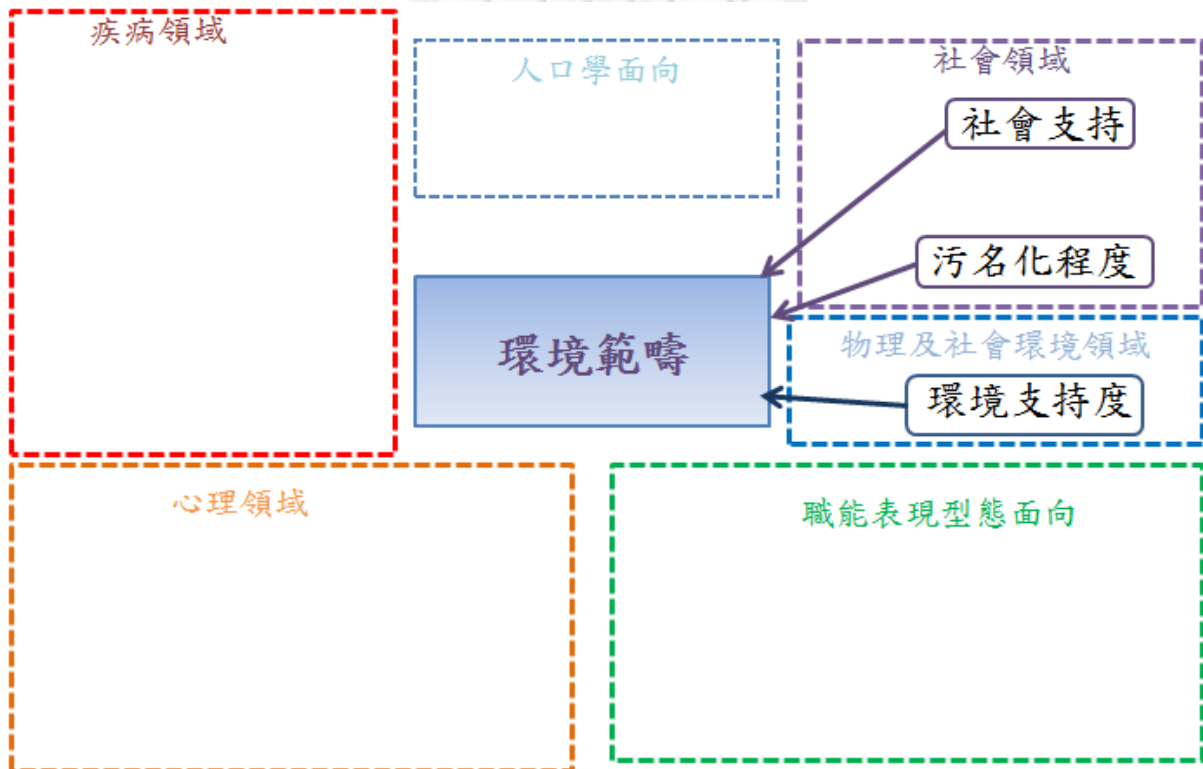 疾病領域
人口學面向
社會領域
社會支持
污名化程度
環境範疇
物理及社會環境領域
環境支持度
心理領域
職能表現型態面向